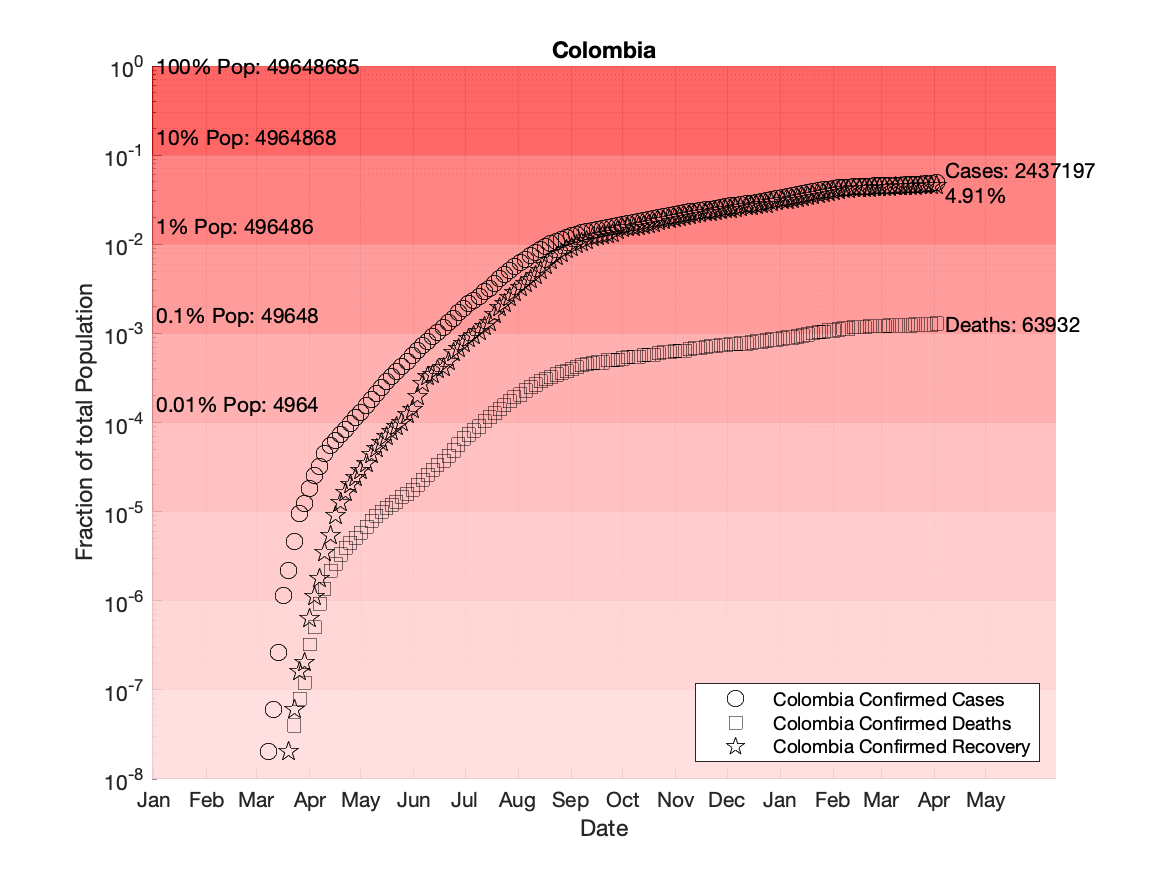 Colombia
10^0
100% Pop: 49648685
10% Pop: 4964868
10^-1
Cases: 2437197
4.91%
1% Pop: 496486
10^-2
0.1% Pop: 49648
Deaths: 63932
10^-3
0.01% Pop: 4964
10^-4
10^-5
10^-6
10^-7
10^-8
Fraction of total Population
Colombia Confirmed Cases
Colombia Confirmed Deaths
Colombia Confirmed Recovery
Jan Feb Mar Apr May Jun Jul Aug Sep Oct Nov Dec Jan Feb Mar Apr May
Date